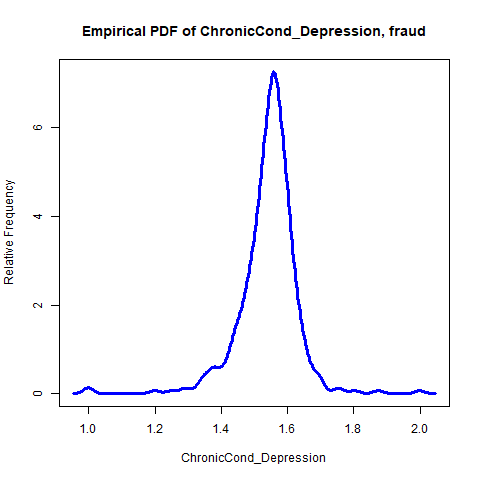 Empirical PDF of ChronicCond_Depression, fraud
Relative Frequency
6
4
2
0
1.0 1.2 1.4 1.6 1.8 2.0
ChronicCond_Depression